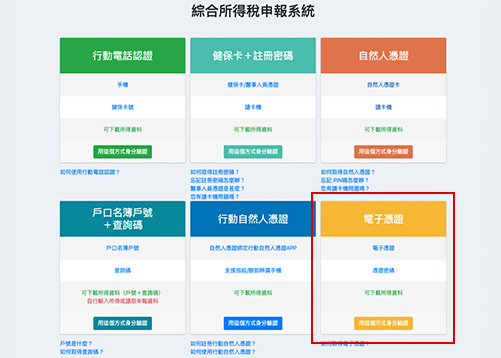 綜合所得稅申報系統
行動電話認證
手機
健保卡號
可下載所得資料
用這個方式身分驗證
如何使用行動電話認證?
健保卡+註冊密碼
健保卡/醫事人員憑證
讀卡機
可下載所得資料
用這個方式身分驗證
如何取得註冊密碼?
忘記註冊密碼怎麼辦?
醫事人員憑證是甚麼?
您有讀卡機問題嗎?
自然人憑證
自然人憑證卡
讀卡機
可下載所得資料
用這個方式身分驗證
如何取得自然人憑證?
忘記 PIN碼怎麼辦?
您有讀卡機問題嗎?
戶口名簿戶號
+查詢碼
戶口名簿戶號
查詢碼
可下載所得資料(戶號+查詢碼)
自行輸入所得或讀取申報資料
用這個方式身分驗證
戶號是什麼?
如何取得查詢碼?
行動自然人憑證
自然人憑證綁定行動自然人憑證APP
支援指紋/臉部辨識手機
可下載所得資料
用這個方式身分驗證
如何註冊行動自然人憑證?
如何使用行動自然人憑證?
電子憑證
電子憑證
憑證密碼
可下載所得資料
用這個方式身分驗證
如何取得電子憑證?